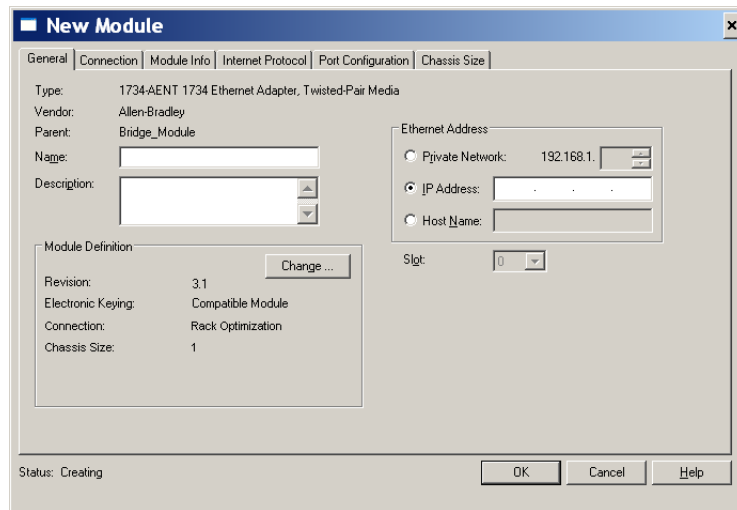 New Module
General Connection Module Info Internet Protocol Port Configuration Chassis Size
Type: 1734-AENT 1734 Ethernet Adapter, Twisted-Pair Media
Vendor: Allen-Bradley
Parent: Bridge_Module
Name:
Description:
Ethernet Address
Private Network: 192.168.1.
IP Address: . . .
Host Name:
Slot: 0
Module Definition
Change ...
Revision: 3.1
Electronic Keying: Compatible Module
Connection: Rack Optimization
Chassis Size: 1
Status: Creating
OK Cancel Help